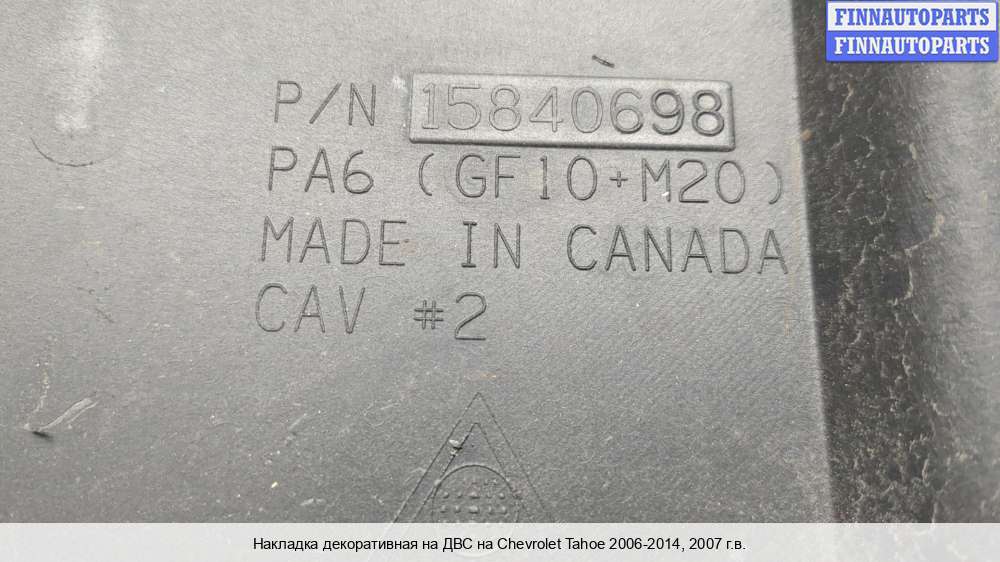 FINNAUTOPARTS
FINNAUTOPARTS
P/N 15840698
PA6 (GF10+M20)
MADE IN CANADA
CAV #2
Накладка декоративная на ДВС на Chevrolet Tahoe 2006-2014, 2007 г.в.